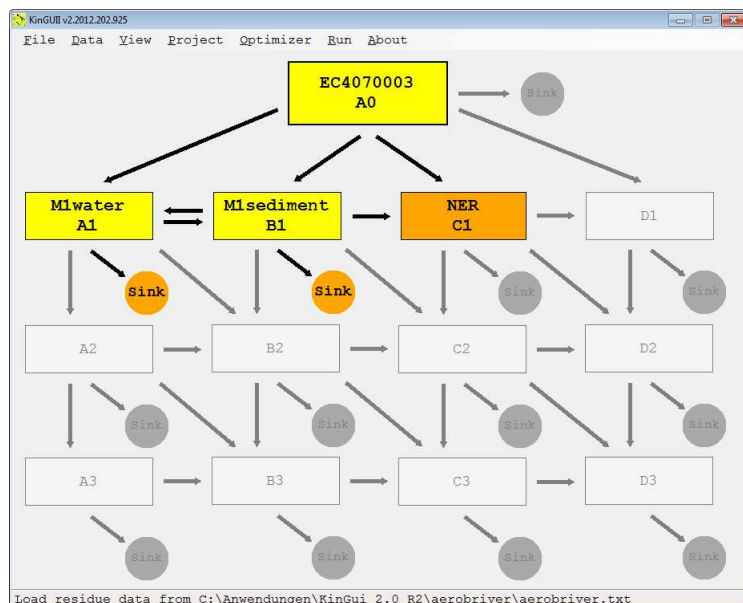 KinGUII v2.2012.202.925
File Data View Project Optimizer Run About
EC4070003
A0
Sink
M1water
A1
M1sediment
B1
NER
C1
D1
Sink
Sink
Sink
Sink
A2
B2
C2
D2
Sink
Sink
Sink
Sink
A3
B3
C3
D3
Sink
Sink
Sink
Sink
Load residue data from C:\Anwendungen\KinGui 2.0 R2\aerobriver\aerobriver.txt